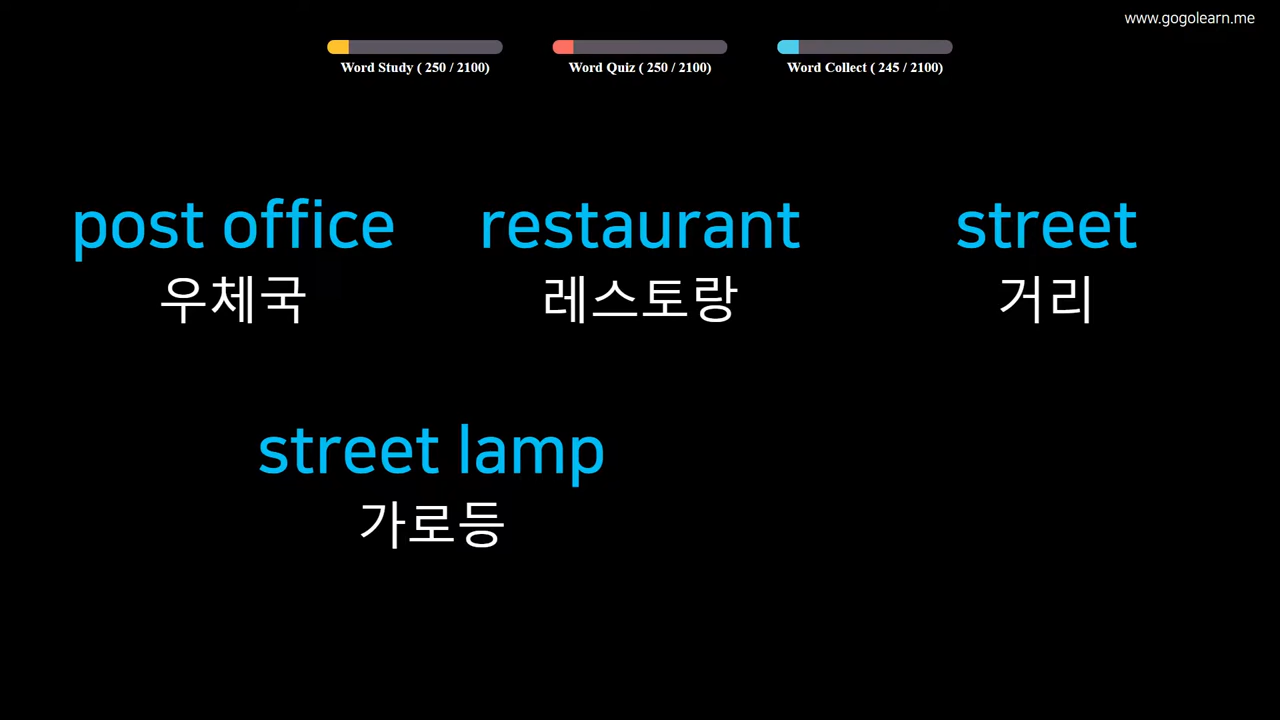 www.gogolearn.me
Word Study ( 250 / 2100)
Word Quiz ( 250 / 2100)
Word Collect ( 245 / 2100)
post office
우체국
restaurant
레스토랑
street
거리
street lamp
가로등